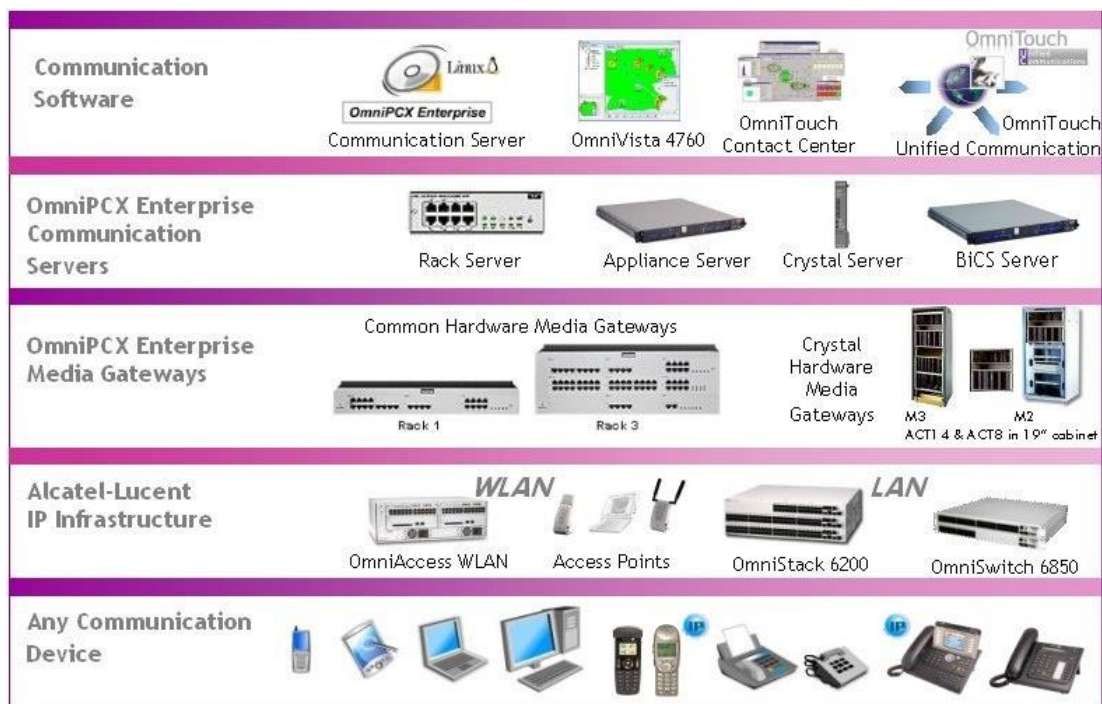 Communication
Software
Linux
OmniPCX Enterprise
Communication Server
OmniVista 4760
OmniTouch
Contact Center
OmniTouch
Unified
Communications
OmniTouch
Unified Communication
OmniPCX Enterprise
Communication
Servers
Rack Server
Appliance Server
Crystal Server
BiCS Server
OmniPCX Enterprise
Media Gateways
Common Hardware Media Gateways
Rack 1
Rack 3
Crystal
Hardware
Media
Gateways
M3
M2
ACT14 & ACT8 in 19" cabinet
Alcatel-Lucent
IP Infrastructure
WLAN
LAN
OmniAccess WLAN
Access Points
OmniStack 6200
OmniSwitch 6850
Any Communication
Device
IP
IP